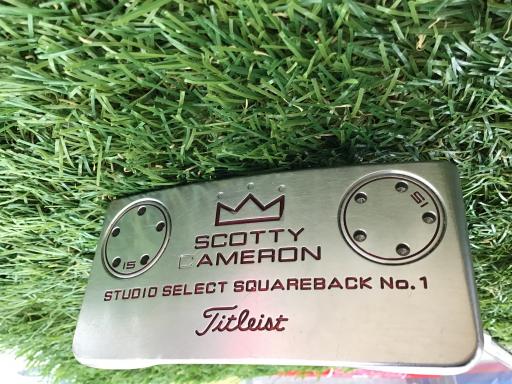 SCOTTY
CAMERON
STUDIO SELECT SQUAREBACK No.1
Titleist
15
15